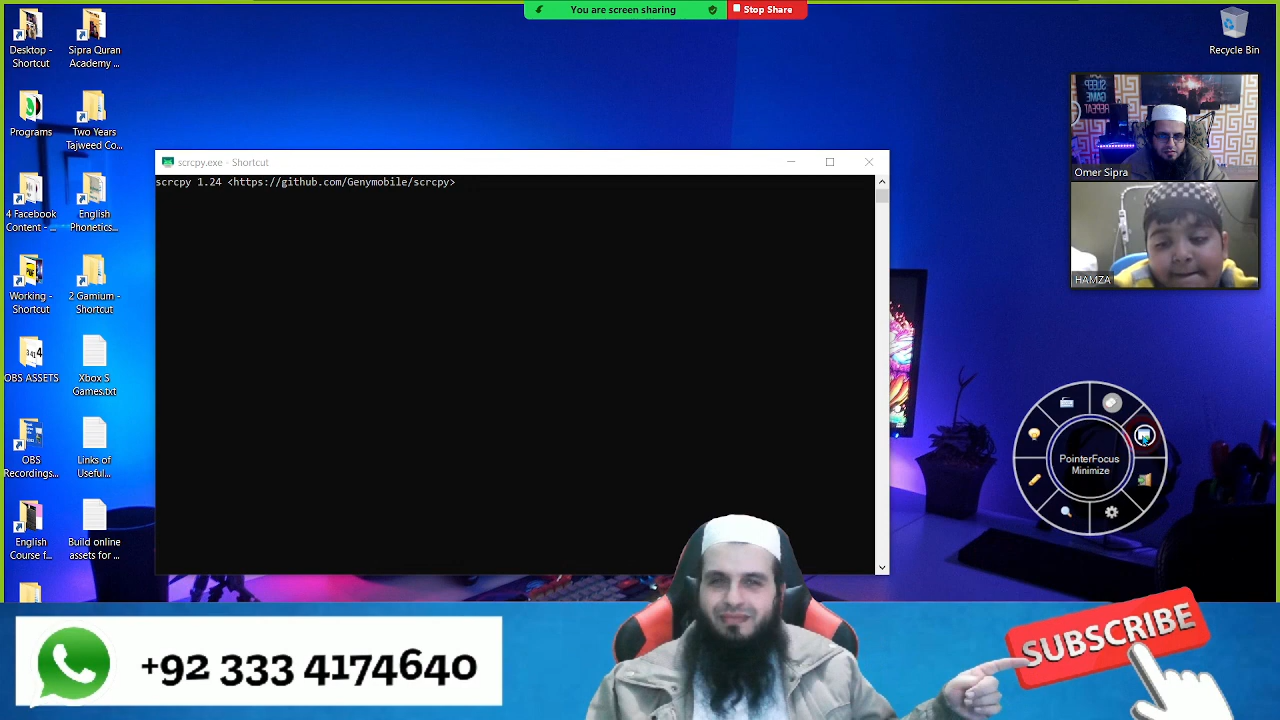 You are screen sharing
Stop Share
Desktop -
Shortcut
Sipra Quran
Academy ...
Recycle Bin
Programs
Two Years
Tajweed Co...
SLEEP
GAME
REPEAT
Omer Sipra
scrcpy.exe - Shortcut
scrcpy 1.24 <https://github.com/Genymobile/scrcpy>
4 Facebook
Content - ...
English
Phonetics...
HAMZA
Working -
Shortcut
2 Gamium -
Shortcut
OBS ASSETS
Xbox S
Games.txt
OBS
Recordings...
Links of
Useful...
PointerFocus
Minimize
English
Course f...
Build online
assets for ...
+92 333 4174640
SUBSCRIBE